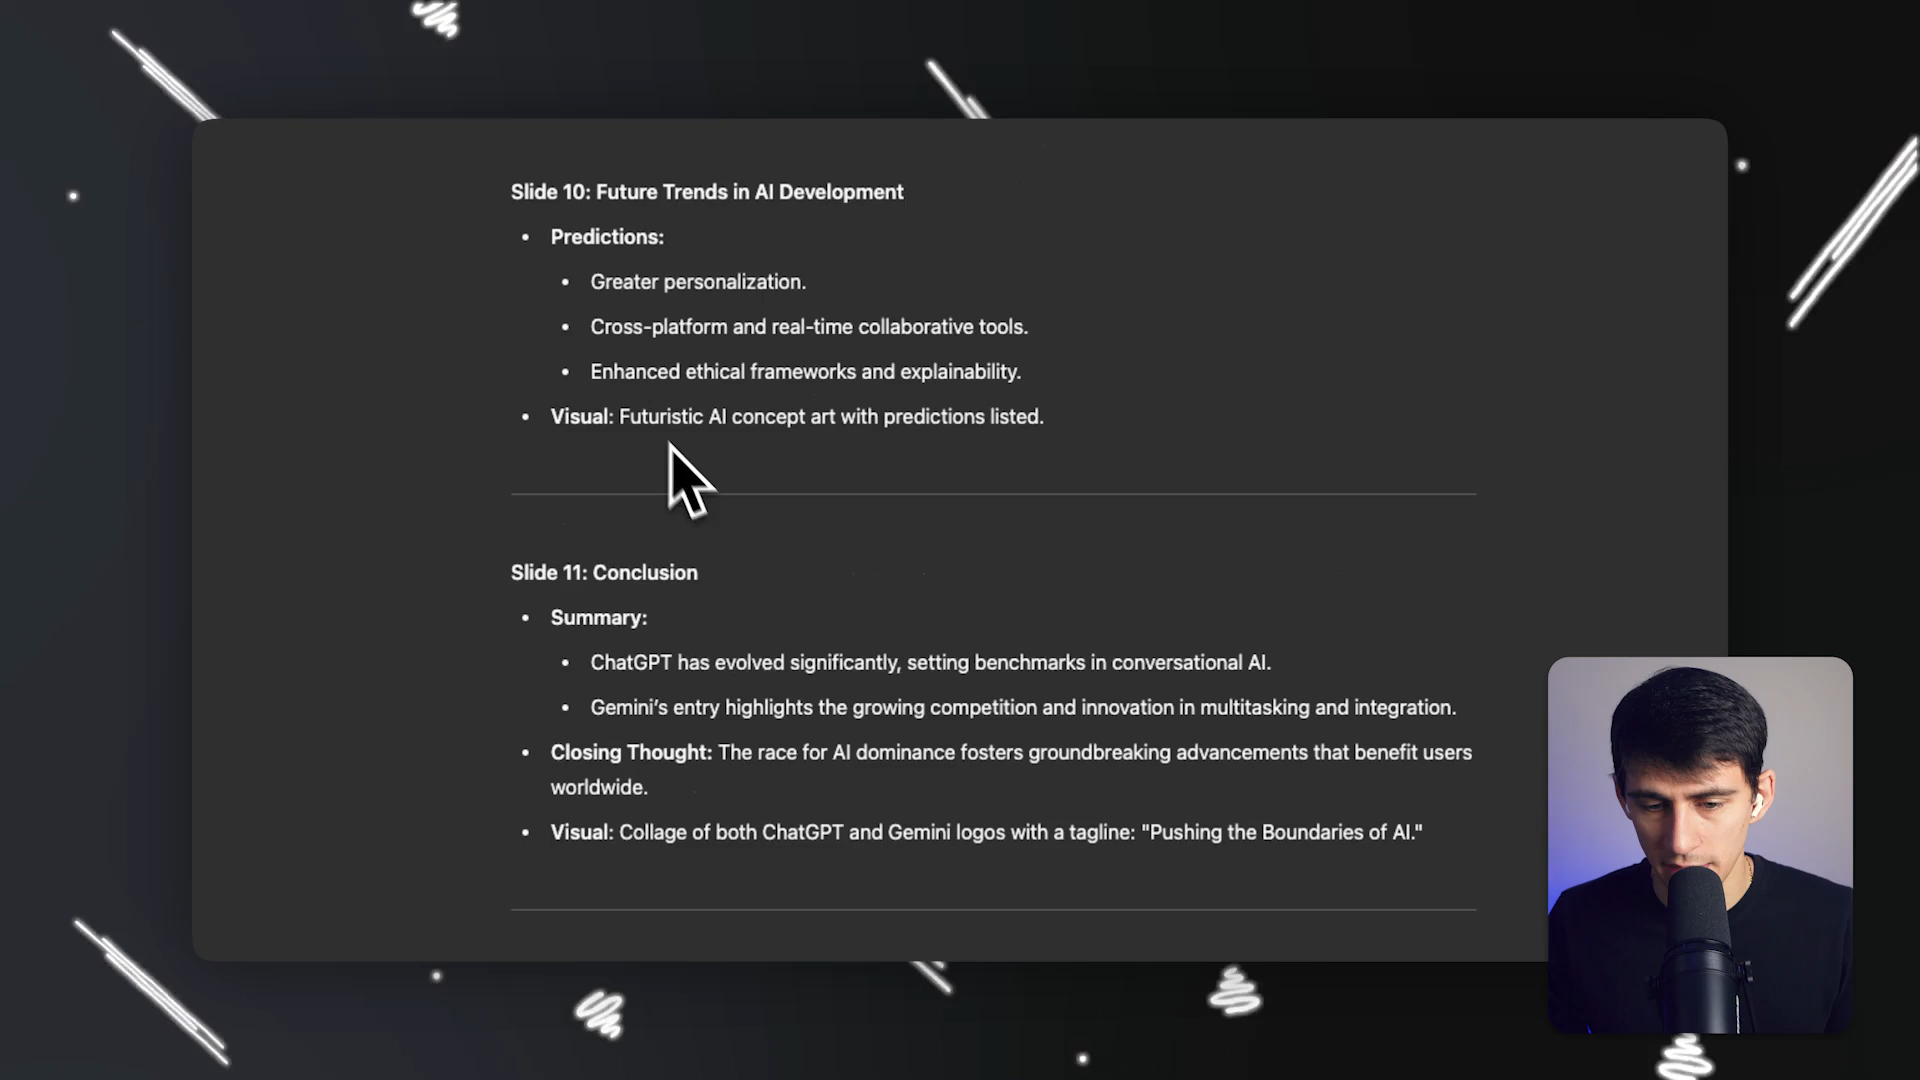 Slide 10: Future Trends in AI Development
• Predictions:
• Greater personalization.
• Cross-platform and real-time collaborative tools.
• Enhanced ethical frameworks and explainability.
• Visual: Futuristic AI concept art with predictions listed.
Slide 11: Conclusion
• Summary:
• ChatGPT has evolved significantly, setting benchmarks in conversational AI.
• Gemini’s entry highlights the growing competition and innovation in multitasking and integration.
• Closing Thought: The race for AI dominance fosters groundbreaking advancements that benefit users
worldwide.
• Visual: Collage of both ChatGPT and Gemini logos with a tagline: "Pushing the Boundaries of AI."